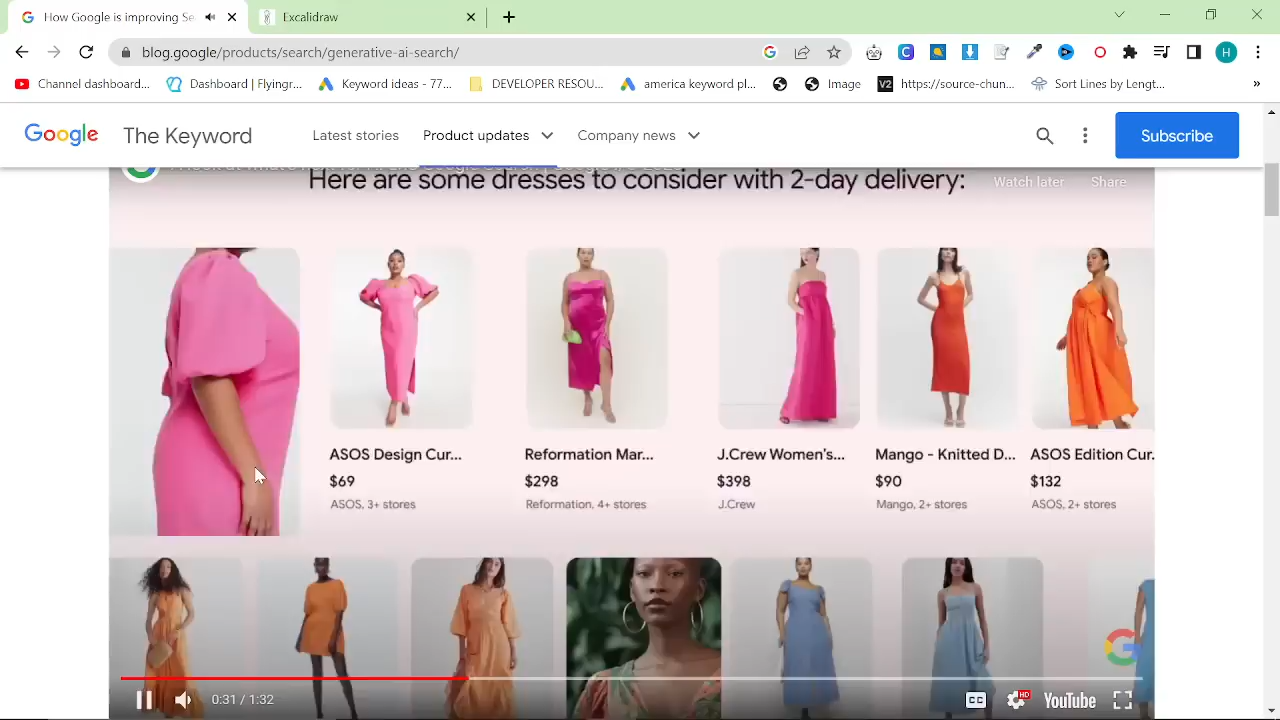 How Google is improving Se
Excalidraw
blog.google/products/search/generative-ai-search/
Channel dashboard...
Dashboard | Flyingr...
Keyword ideas - 77...
DEVELOPER RESOU...
america keyword pl...
Image
V2
https://source-chun...
Sort Lines by Lengt...
»
Google
The Keyword
Latest stories
Product updates
Company news
Subscribe
Watch later
Share
Here are some dresses to consider with 2-day delivery:
ASOS Design Cur...
Reformation Mar...
J.Crew Women's...
Mango - Knitted D...
ASOS Edition Cur.
$69
$298
$398
$90
$132
ASOS, 3+ stores
Reformation, 4+ stores
J.Crew
Mango, 2+ stores
ASOS, 2+ stores
0:31 / 1:32
CC
HD
YouTube